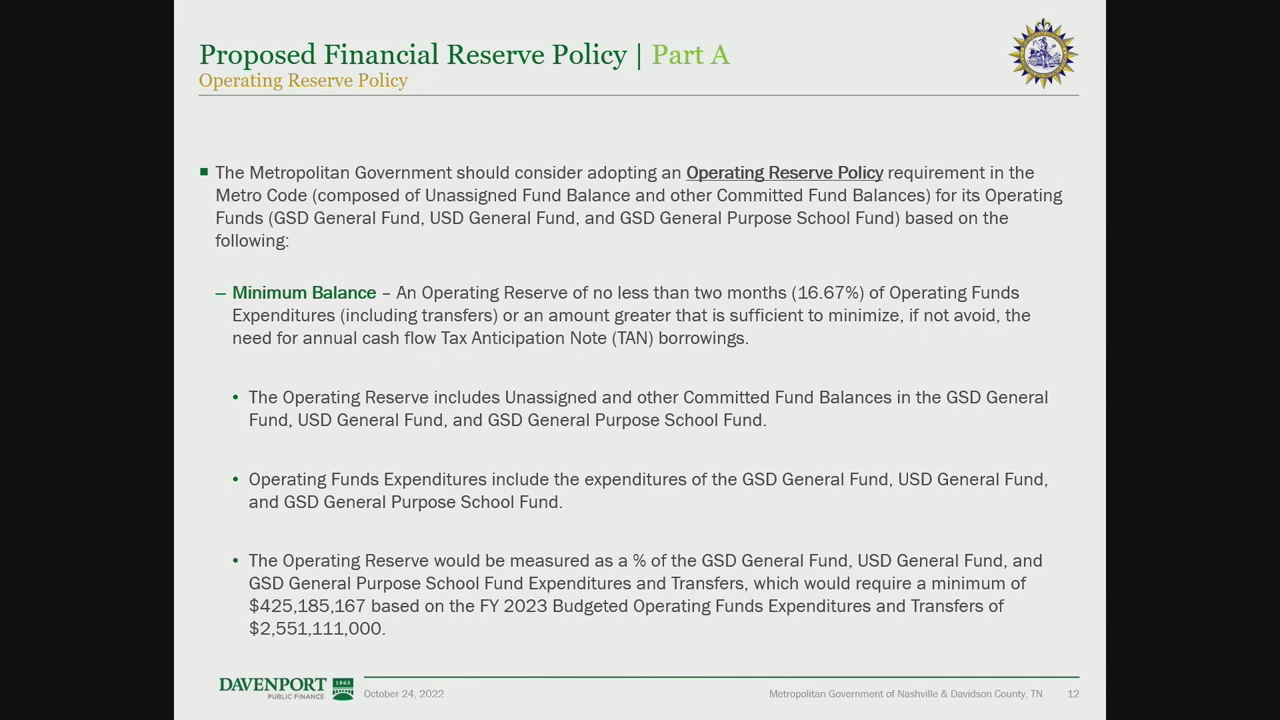 Proposed Financial Reserve Policy | Part A
Operating Reserve Policy
The Metropolitan Government should consider adopting an Operating Reserve Policy requirement in the
Metro Code (composed of Unassigned Fund Balance and other Committed Fund Balances) for its Operating
Funds (GSD General Fund, USD General Fund, and GSD General Purpose School Fund) based on the
following:
– Minimum Balance – An Operating Reserve of no less than two months (16.67%) of Operating Funds
Expenditures (including transfers) or an amount greater that is sufficient to minimize, if not avoid, the
need for annual cash flow Tax Anticipation Note (TAN) borrowings.
• The Operating Reserve includes Unassigned and other Committed Fund Balances in the GSD General
Fund, USD General Fund, and GSD General Purpose School Fund.
• Operating Funds Expenditures include the expenditures of the GSD General Fund, USD General Fund,
and GSD General Purpose School Fund.
• The Operating Reserve would be measured as a % of the GSD General Fund, USD General Fund, and
GSD General Purpose School Fund Expenditures and Transfers, which would require a minimum of
$425,185,167 based on the FY 2023 Budgeted Operating Funds Expenditures and Transfers of
$2,551,111,000.
DAVENPORT
PUBLIC FINANCE
1863
October 24, 2022
Metropolitan Government of Nashville & Davidson County, TN
12